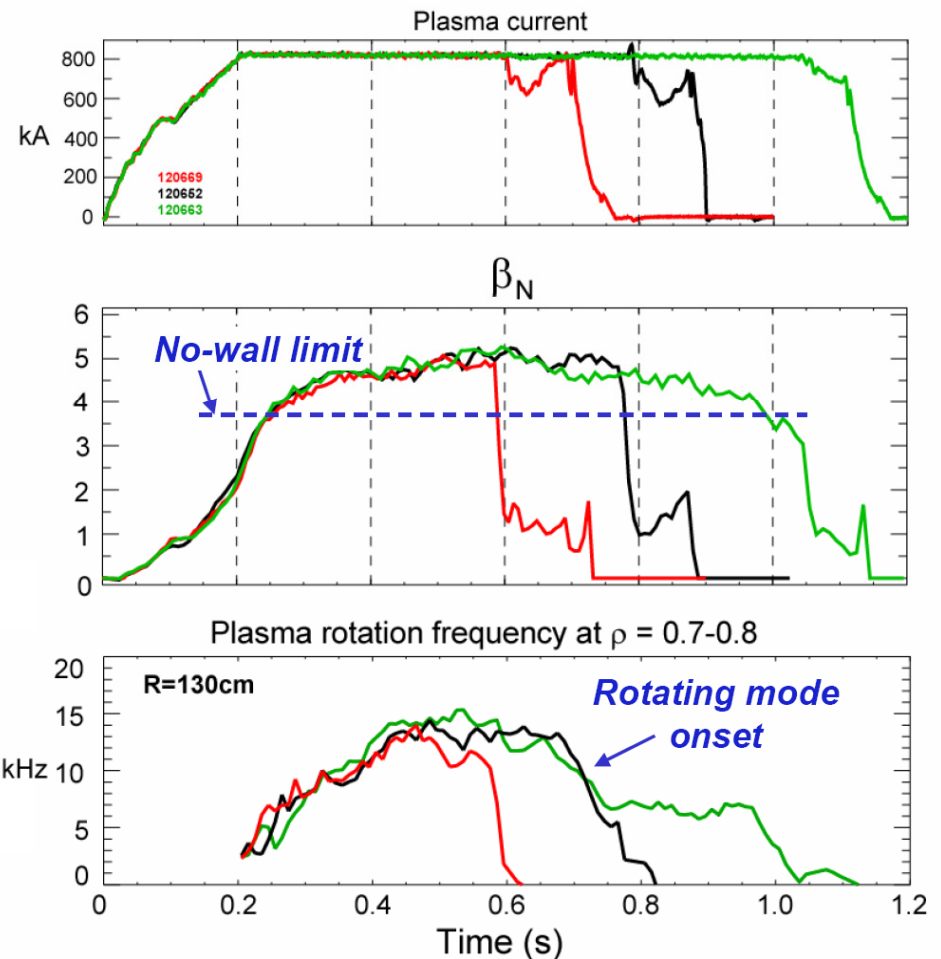 Plasma current
800
600
kA
400
200
0
120669
120652
120663
βN
6
5
4
3
2
1
0
No-wall limit
Plasma rotation frequency at ρ = 0.7-0.8
20
15
kHz
10
5
0
R=130cm
Rotating mode
onset
0 0.2 0.4 0.6 0.8 1.0 1.2
Time (s)